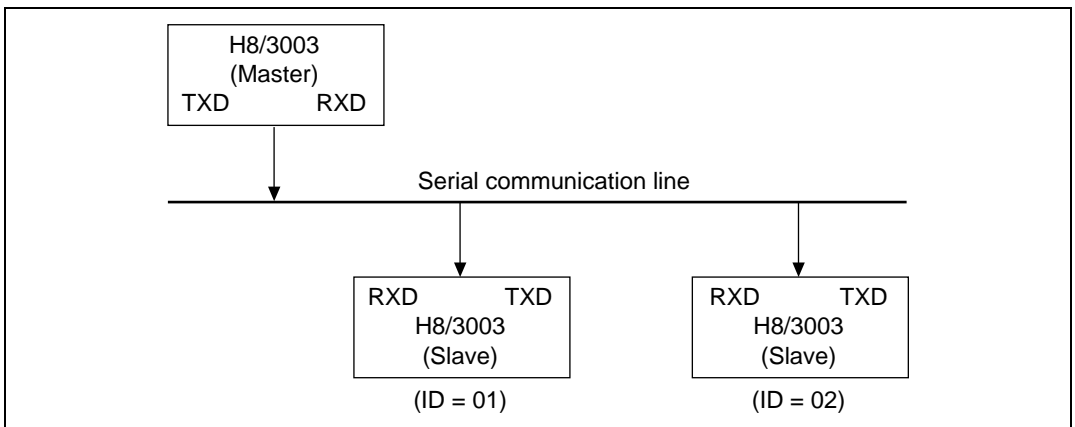 H8/3003
(Master)
TXD RXD
Serial communication line
RXD TXD
H8/3003
(Slave)
(ID = 01)
RXD TXD
H8/3003
(Slave)
(ID = 02)